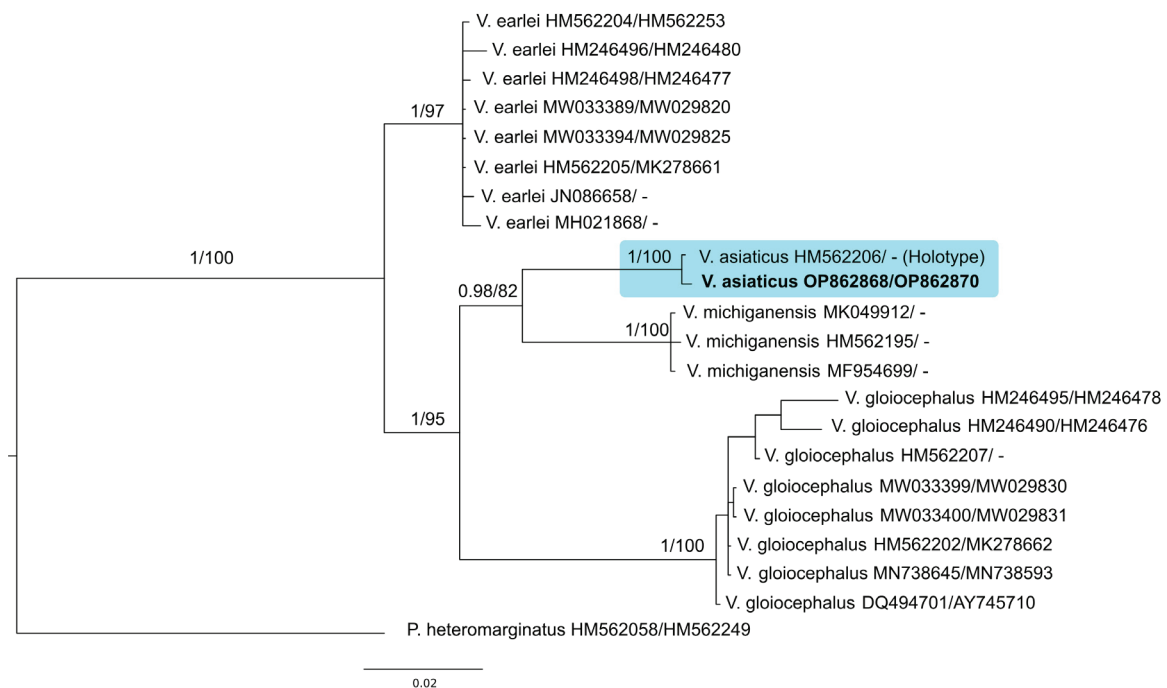 V. earlei HM562204/HM562253
V. earlei HM246496/HM246480
V. earlei HM246498/HM246477
1/97
V. earlei MW033389/MW029820
V. earlei MW033394/MW029825
V. earlei HM562205/MK278661
V. earlei JN086658/ -
V. earlei MH021868/ -
1/100
1/100
V. asiaticus HM562206/ - (Holotype)
V. asiaticus OP862868/OP862870
0.98/82
V. michiganensis MK049912/ -
1/100
V. michiganensis HM562195/ -
V. michiganensis MF954699/ -
V. gloiocephalus HM246495/HM246478
1/95
V. gloiocephalus HM246490/HM246476
V. gloiocephalus HM562207/ -
V. gloiocephalus MW033399/MW029830
V. gloiocephalus MW033400/MW029831
1/100
V. gloiocephalus HM562202/MK278662
V. gloiocephalus MN738645/MN738593
V. gloiocephalus DQ494701/AY745710
P. heteromarginatus HM562058/HM562249
0.02